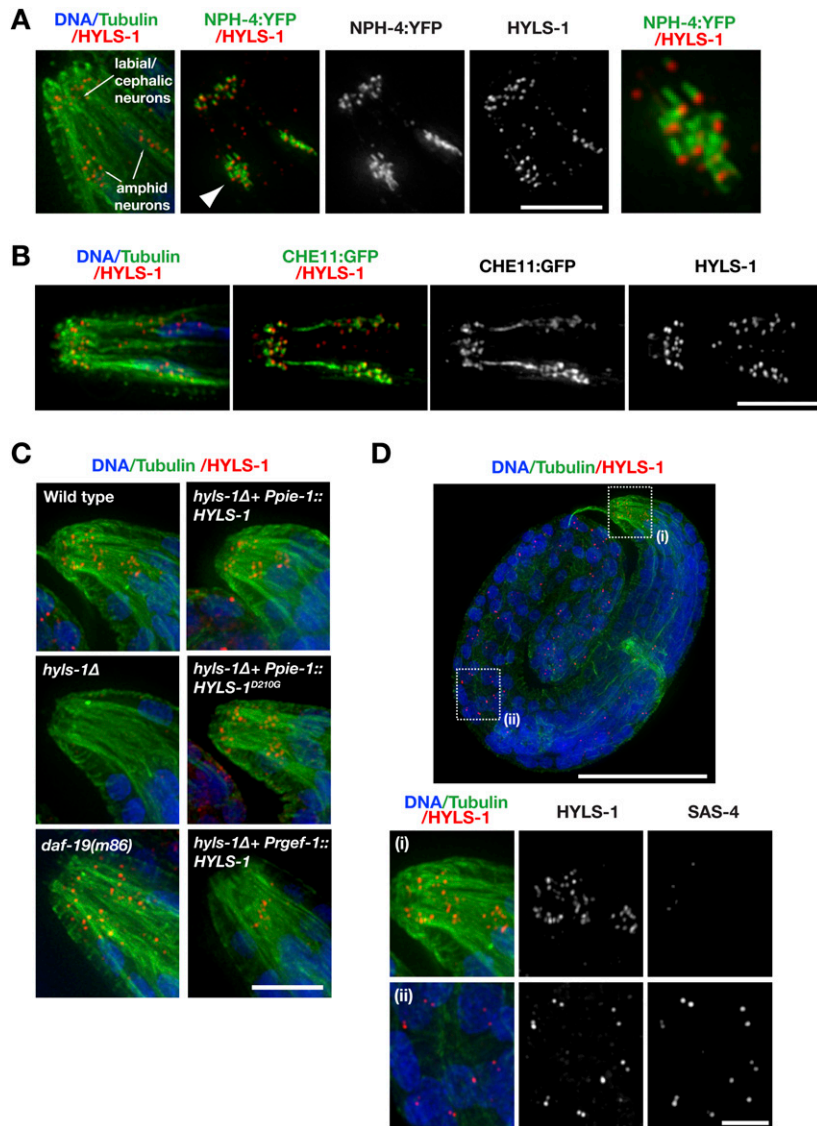 A
DNA/Tubulin
/HYLS-1
NPH-4:YFP
/HYLS-1
NPH-4:YFP
HYLS-1
NPH-4:YFP
/HYLS-1
labial/
cephalic
neurons
amphid
neurons
B
DNA/Tubulin
/HYLS-1
CHE11:GFP
/HYLS-1
CHE11:GFP
HYLS-1
C
DNA/Tubulin /HYLS-1
Wild type
hyls-1Δ+ Ppie-1::
HYLS-1
hyls-1Δ
hyls-1Δ+ Ppie-1::
HYLS-1D210G
daf-19(m86)
hyls-1Δ+ Prgef-1::
HYLS-1
D
DNA/Tubulin/HYLS-1
(i)
(ii)
DNA/Tubulin
/HYLS-1
HYLS-1
SAS-4
(i)
(ii)